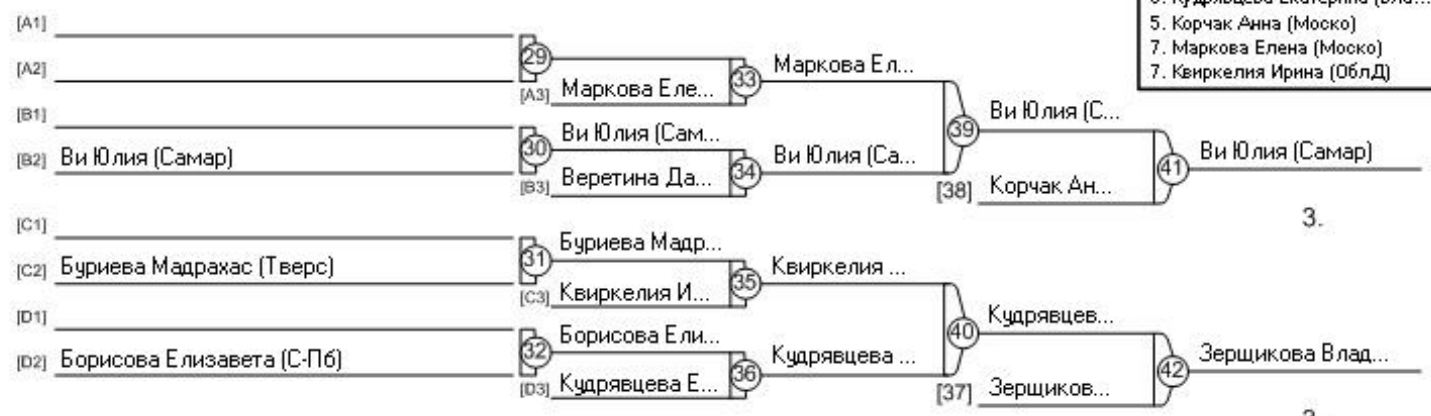 5. Корчак Анна (Моско)
7. Маркова Елена (Моско)
7. Квиркелия Ирина (ОблД)
[A1]
[A2]
29
[A3] Маркова Еле...
33
Маркова Ел...
[B1]
[B2] Ви Юлия (Самар)
30
Ви Юлия (Сам...
[B3] Веретина Да...
34
Ви Юлия (Са...
39
Ви Юлия (С...
[38] Корчак Ан...
41
Ви Юлия (Самар)
3.
[C1]
[C2] Буриева Мадрахас (Тверс)
31
Буриева Мадр...
[C3] Квиркелия И...
35
Квиркелия ...
[D1]
[D2] Борисова Елизавета (С-Пб)
32
Борисова Ели...
[D3] Кудрявцева Е...
36
Кудрявцева ...
40
Кудрявцев...
[37] Зерщиков...
42
Зерщикова Влад...